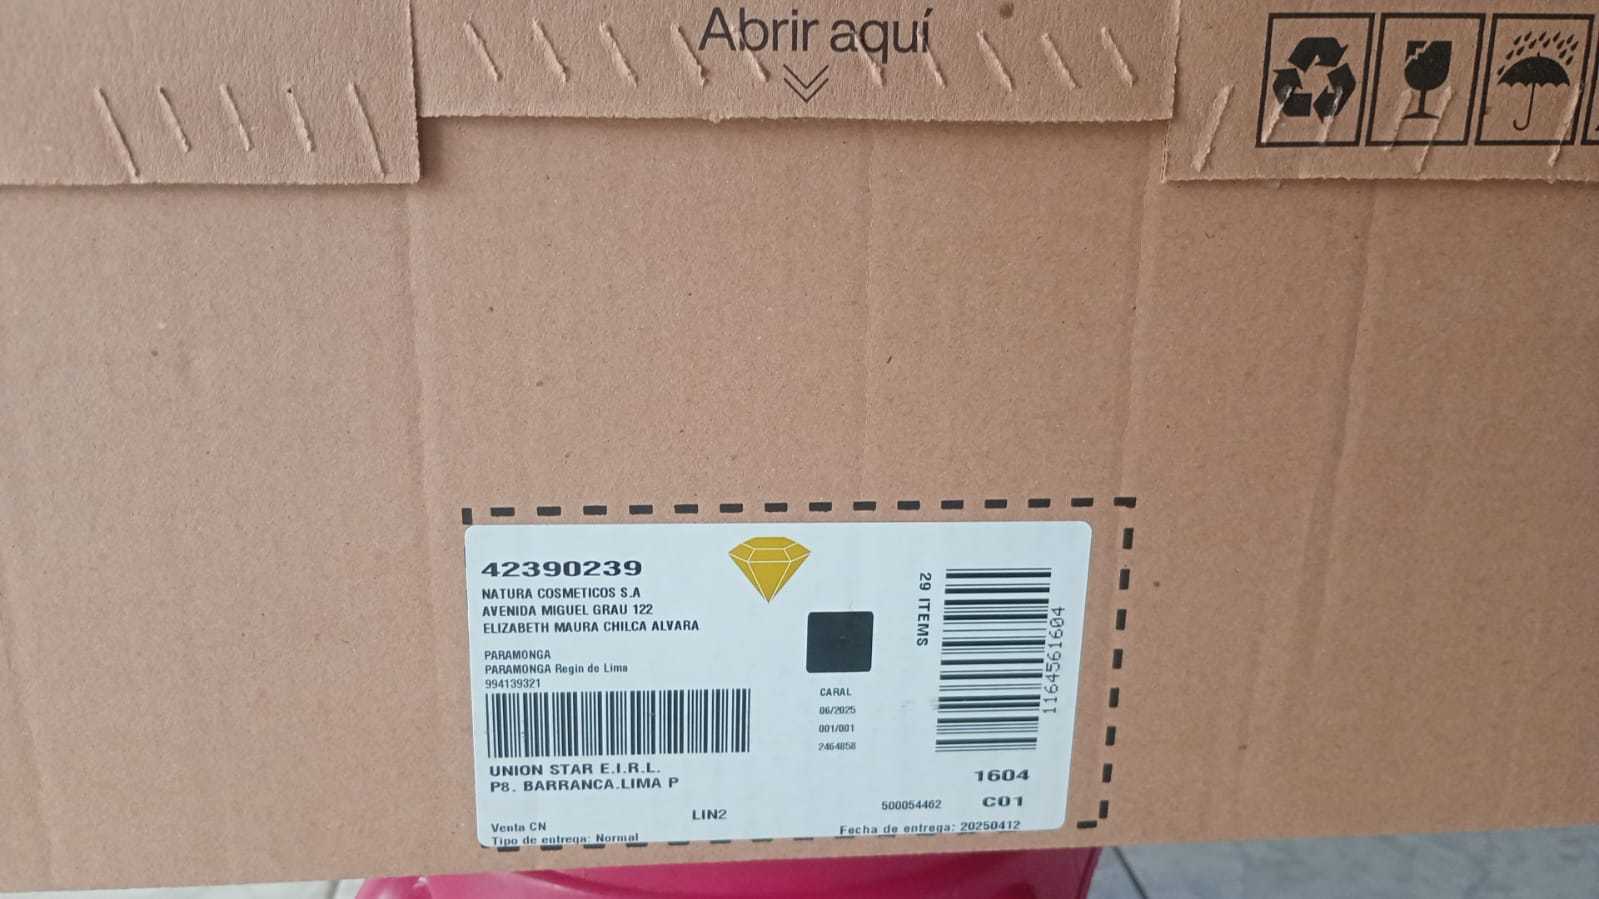 Abrir aquí
42390239
NATURA COSMETICOS S.A
AVENIDA MIGUEL GRAU 122
ELIZABETH MAURA CHILCA ALVARA
PARAMONGA
PARAMONGA Regin de Lima
994139321
UNION STAR E.I.R.L.
P8. BARRANCA.LIMA P
LIN2
Venta CN
Tipo de entrega: Normal
CARAL
06/2025
001/001
2464858
29 ITEMS
1164561604
1604
500054462 C01
Fecha de entrega: 20250412